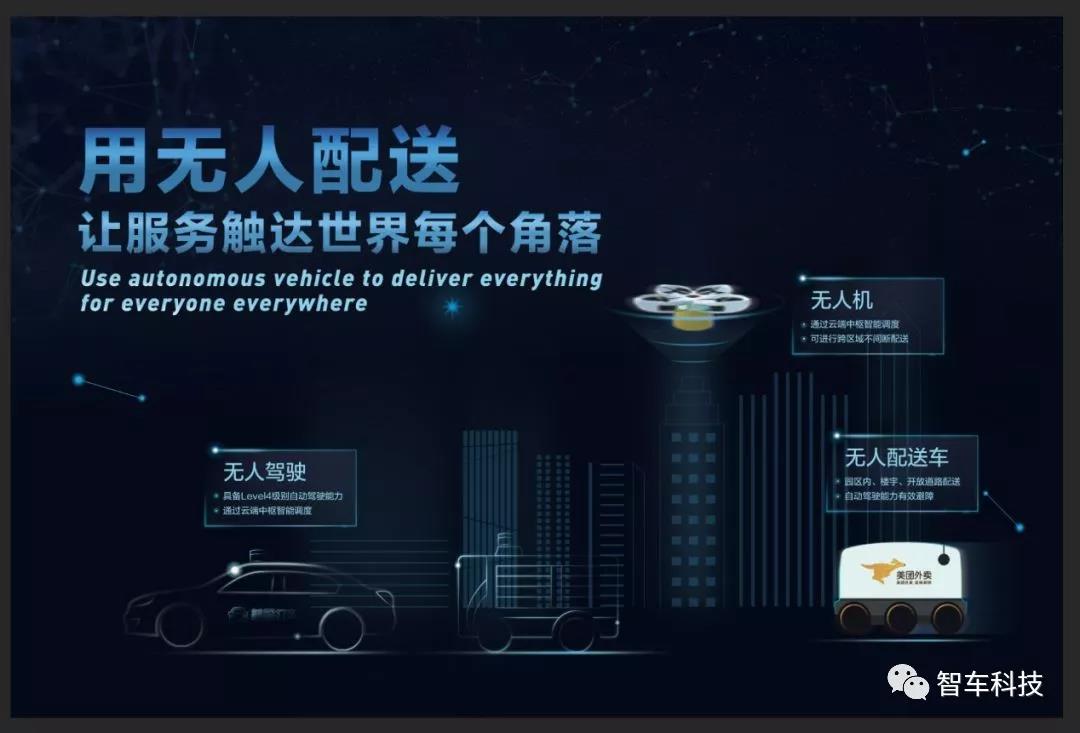 用无人配送
让服务触达世界每个角落
Use autonomous vehicle to deliver everything
for everyone everywhere
无人机
通过云端中枢智能调度
可进行跨区域不间断配送
无人驾驶
具备Level4级别自动驾驶能力
通过云端中枢智能调度
无人配送车
园区内、楼宇、开放道路配送
自动驾驶能力有效避障
美团外卖
智车科技